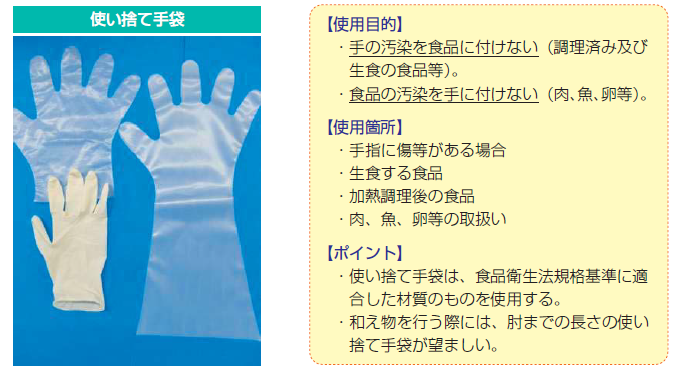 使い捨て手袋
【使用目的】
・手の汚染を食品に付けない（調理済み及び
生食の食品等）。
・食品の汚染を手に付けない（肉、魚、卵等）。
【使用箇所】
・手指に傷等がある場合
・生食する食品
・加熱調理後の食品
・肉、魚、卵等の取扱い
【ポイント】
・使い捨て手袋は、食品衛生法規格基準に適
合した材質のものを使用する。
・和え物を行う際には、肘までの長さの使い
捨て手袋が望ましい。